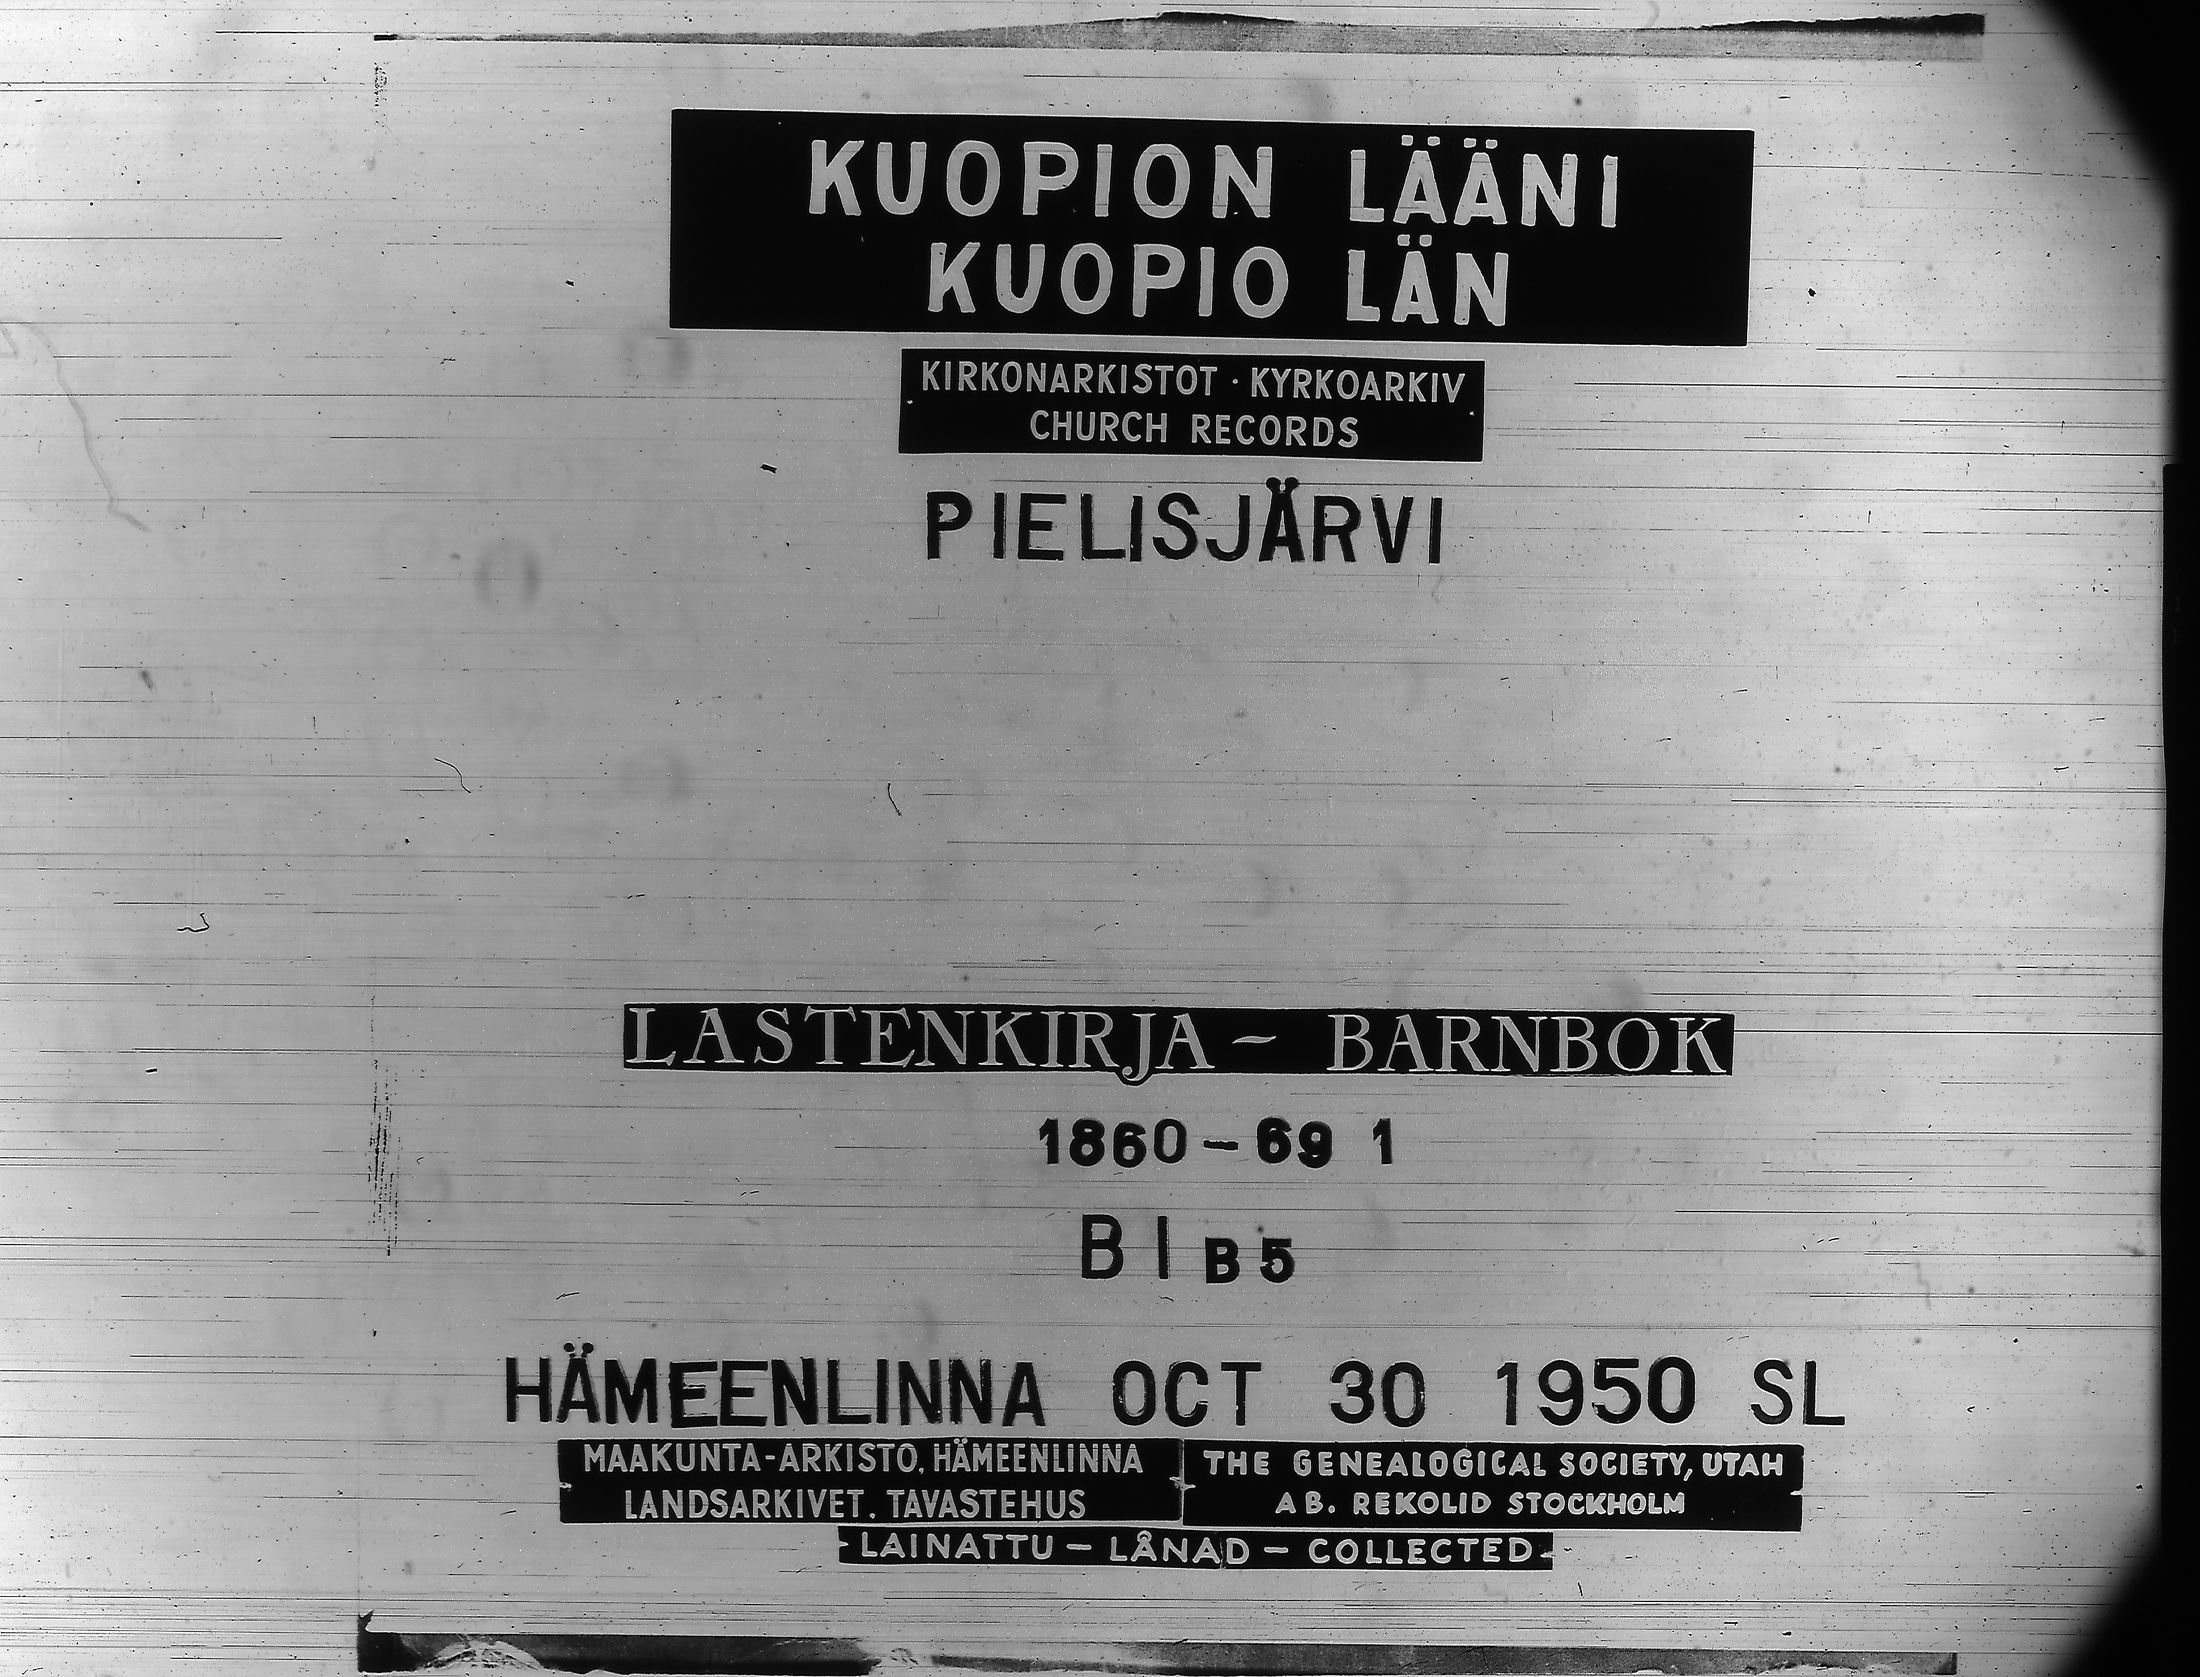 KUOPION LÄÄNI
KUOPIO LÄN
KIRKONARKISTOT · KYRKOARKIV
CHURCH RECORDS
PIELISJÄRVI
LASTENKIRJA - BARNBOK
1860-69 1
B I B5
HÄMEENLINNA OCT 30 1950 SL
MAAKUNTA-ARKISTO, HÄMEENLINNA
LANDSARKIVET, TAVASTEHUS
THE GENEALOGICAL SOCIETY, UTAH
AB. REKOLID STOCKHOLM
LAINATTU - LÅNAD - COLLECTED